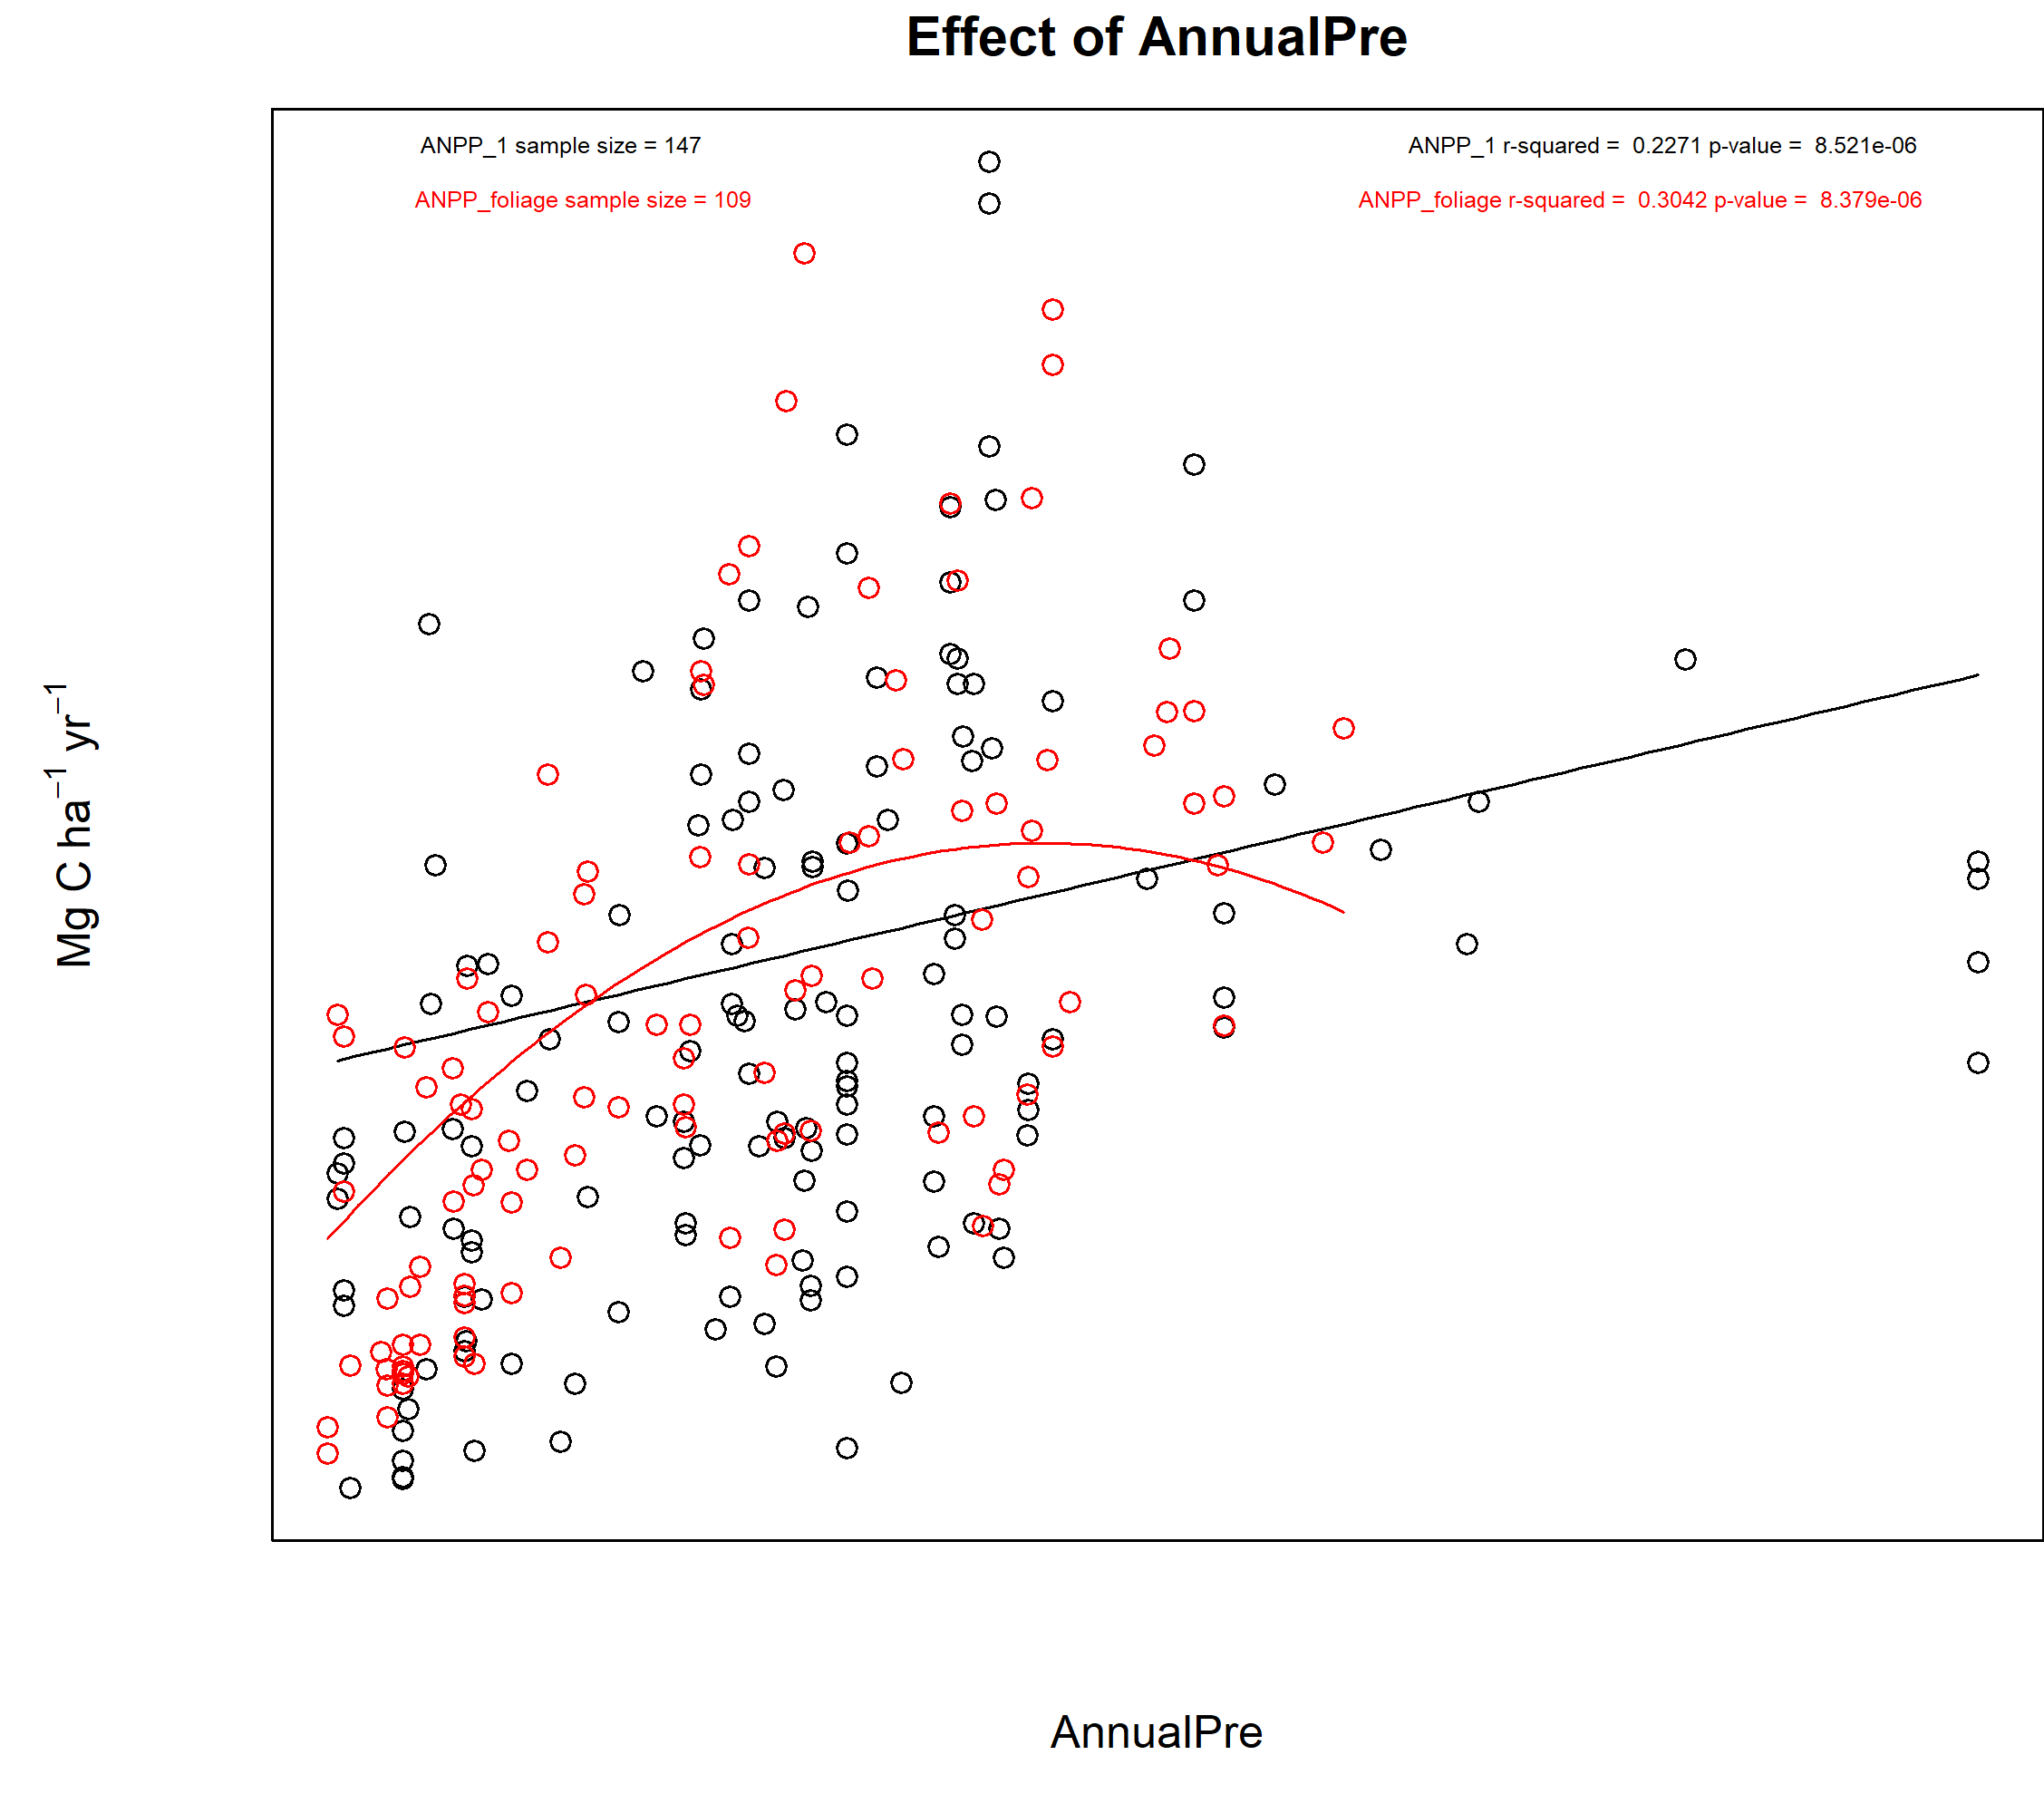 Effect of AnnualPre
ANPP_1 sample size = 147
ANPP_1 r-squared = 0.2271 p-value = 8.521e-06
ANPP_foliage sample size = 109
ANPP_foliage r-squared = 0.3042 p-value = 8.379e-06
Mg C ha⁻¹ yr⁻¹
AnnualPre